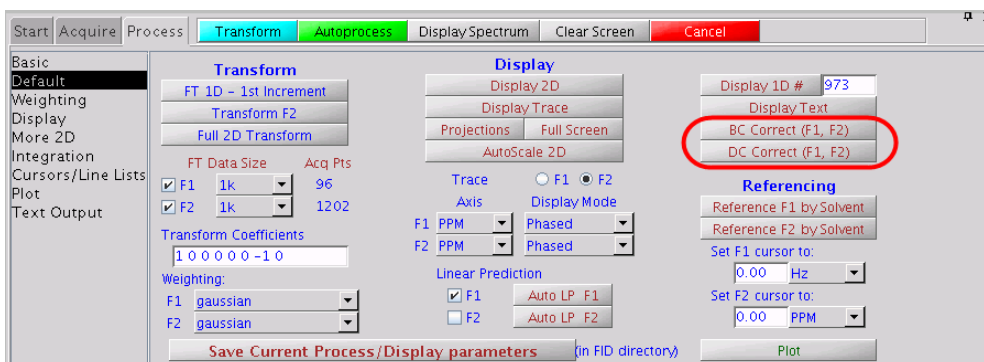 Start Acquire Process Transform Autoprocess Display Spectrum Clear Screen Cancel
Basic
Default
Weighting
Display
More 2D
Integration
Cursors/Line Lists
Plot
Text Output
Transform
FT 1D - 1st Increment
Transform F2
Full 2D Transform
FT Data Size Acq Pts
F1 1k 96
F2 1k 1202
Transform Coefficients
1 0 0 0 0 0 -1 0
Weighting:
F1 gaussian
F2 gaussian
Display
Display 2D
Display Trace
Projections Full Screen
AutoScale 2D
Trace F1 F2
Axis Display Mode
F1 PPM Phased
F2 PPM Phased
Linear Prediction
F1 Auto LP F1
F2 Auto LP F2
Display 1D # 973
Display Text
BC Correct (F1, F2)
DC Correct (F1, F2)
Referencing
Reference F1 by Solvent
Reference F2 by Solvent
Set F1 cursor to:
0.00 Hz
Set F2 cursor to:
0.00 PPM
Save Current Process/Display parameters (in FID directory) Plot